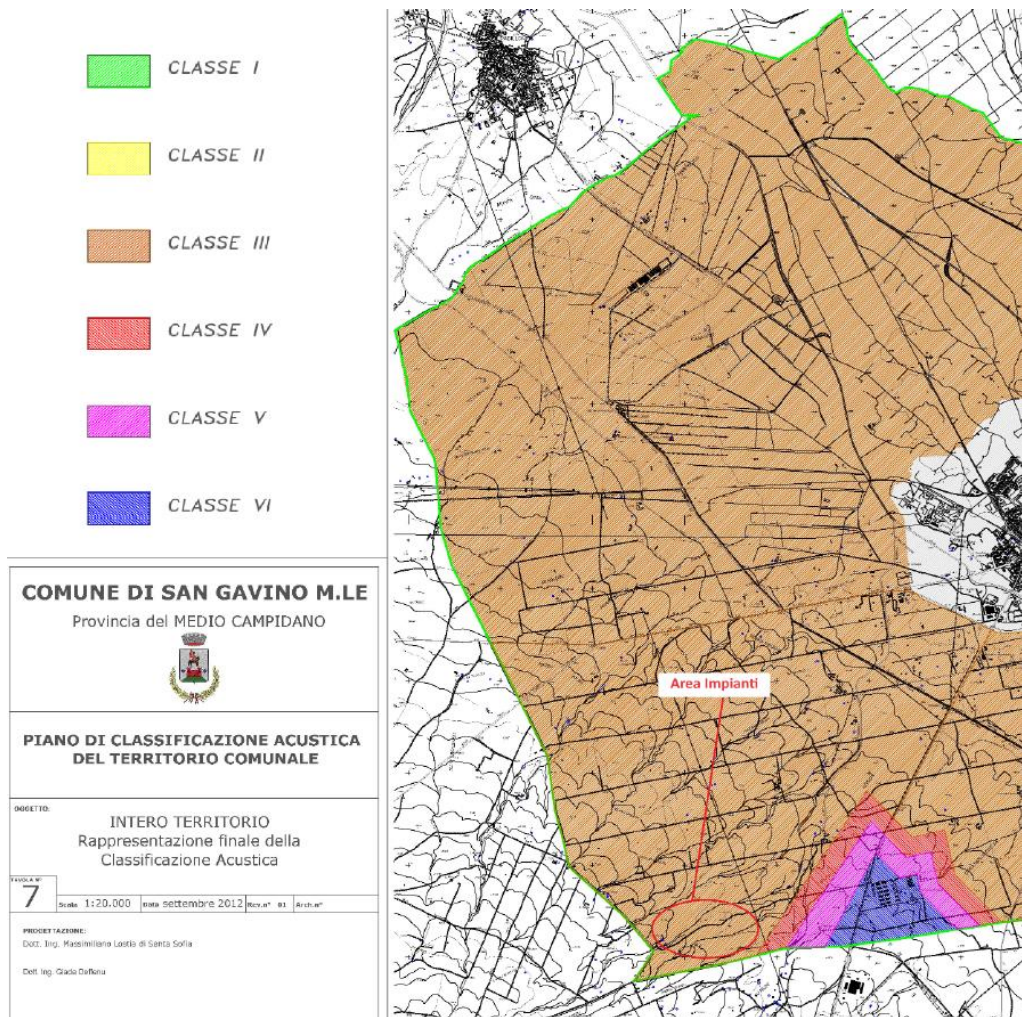 CLASSE I
CLASSE II
CLASSE III
CLASSE IV
CLASSE V
CLASSE VI
COMUNE DI SAN GAVINO M.LE
Provincia del MEDIO CAMPIDANO
PIANO DI CLASSIFICAZIONE ACUSTICA
DEL TERRITORIO COMUNALE
OGGETTO:
INTERO TERRITORIO
Rappresentazione finale della
Classificazione Acustica
TAVOLA N°
7 Scala 1:20.000 Data settembre 2012 Rev.n° 01 Arch.n°
PROGETTAZIONE:
Dott. Ing. Massimiliano Lostia di Santa Sofia
Dott Ing. Giada Deffenu
Area Impianti